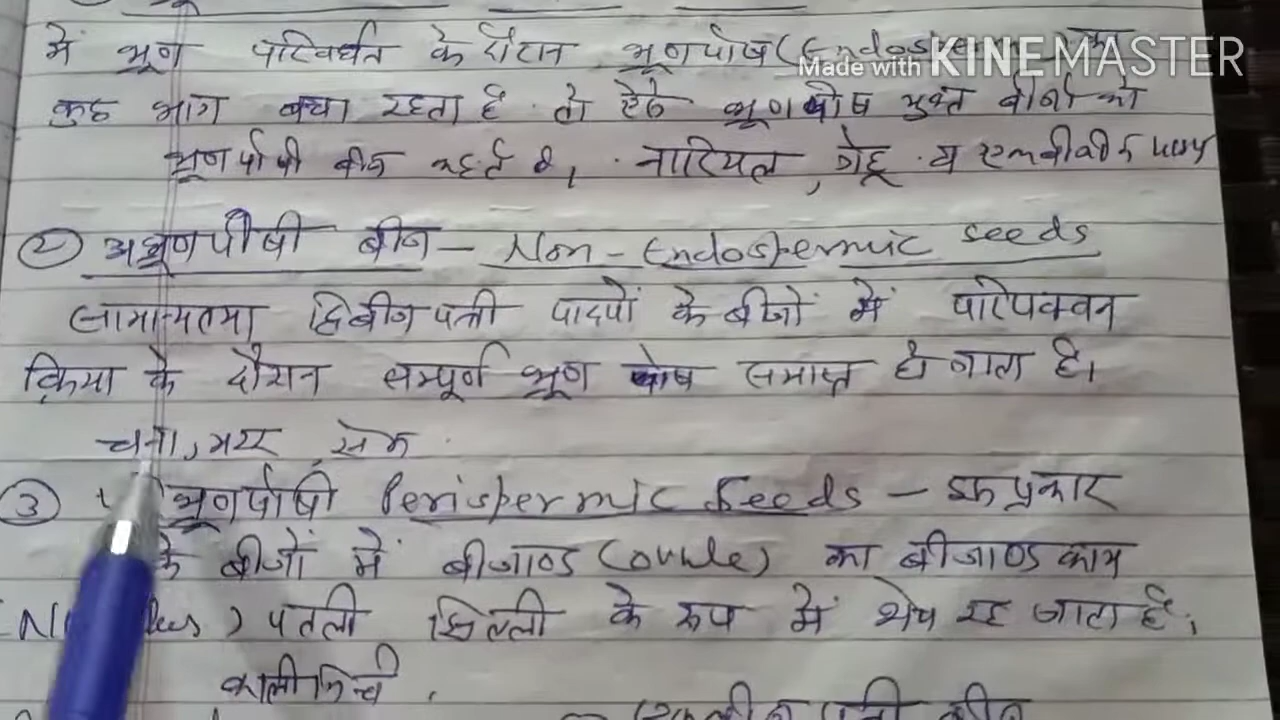 में भ्रूण परिवर्धन के दौरान भ्रूणपोष (Endosperm) का
Made with KINEMASTER
कुछ भाग बचा रहता है तो ऐसे भ्रूणपोष युक्त बीजों को
भ्रूणपोषी बीज कहते है, नारियल, गेहू व
② अभ्रूणपोषी बीज – Non-Endospermic seeds
सामान्यतया द्विबीजपत्री पादपों के बीजों में परिपक्वन
क्रिया के दौरान सम्पूर्ण भ्रूण पोष समाप्त हो जाता है।
चना, मटर, सेम
③ भ्रूणपोषी Perispermic Seeds – इस प्रकार
के बीजों में बीजाण्ड (ovule) का बीजाण्डकाय
पतली झिल्ली के रूप में शेष रह जाता है,
कालीमिर्च